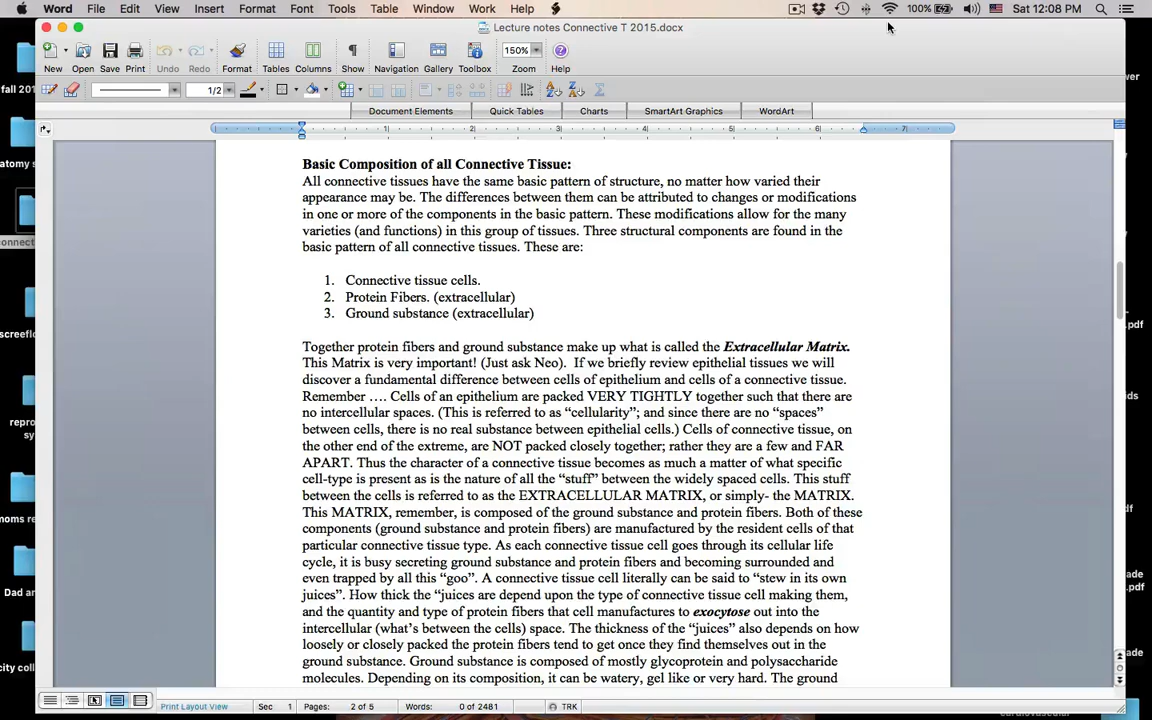 Word File Edit View Insert Format Font Tools Table Window Work Help 100% Sat 12:08 PM
Lecture notes Connective T 2015.docx
150%
New Open Save Print Undo Redo Format Tables Columns Show Navigation Gallery Toolbox Zoom Help
1/2
Document Elements Quick Tables Charts SmartArt Graphics WordArt
1 2 3 4 5 6 7
Basic Composition of all Connective Tissue:
All connective tissues have the same basic pattern of structure, no matter how varied their
appearance may be. The differences between them can be attributed to changes or modifications
in one or more of the components in the basic pattern. These modifications allow for the many
varieties (and functions) in this group of tissues. Three structural components are found in the
basic pattern of all connective tissues. These are:
1. Connective tissue cells.
2. Protein Fibers. (extracellular)
3. Ground substance (extracellular)
Together protein fibers and ground substance make up what is called the Extracellular Matrix.
This Matrix is very important! (Just ask Neo). If we briefly review epithelial tissues we will
discover a fundamental difference between cells of epithelium and cells of a connective tissue.
Remember …. Cells of an epithelium are packed VERY TIGHTLY together such that there are
no intercellular spaces. (This is referred to as “cellularity”; and since there are no “spaces”
between cells, there is no real substance between epithelial cells.) Cells of connective tissue, on
the other end of the extreme, are NOT packed closely together; rather they are a few and FAR
APART. Thus the character of a connective tissue becomes as much a matter of what specific
cell-type is present as is the nature of all the “stuff” between the widely spaced cells. This stuff
between the cells is referred to as the EXTRACELLULAR MATRIX, or simply- the MATRIX.
This MATRIX, remember, is composed of the ground substance and protein fibers. Both of these
components (ground substance and protein fibers) are manufactured by the resident cells of that
particular connective tissue type. As each connective tissue cell goes through its cellular life
cycle, it is busy secreting ground substance and protein fibers and becoming surrounded and
even trapped by all this “goo”. A connective tissue cell literally can be said to “stew in its own
juices”. How thick the “juices are depend upon the type of connective tissue cell making them,
and the quantity and type of protein fibers that cell manufactures to exocytose out into the
intercellular (what’s between the cells) space. The thickness of the “juices” also depends on how
loosely or closely packed the protein fibers tend to get once they find themselves out in the
ground substance. Ground substance is composed of mostly glycoprotein and polysaccharide
molecules. Depending on its composition, it can be watery, gel like or very hard. The ground
Print Layout View Sec 1 Pages: 2 of 5 Words: 0 of 2481 TRK
fall 201
atomy s
connect
screeflo
repro
sy
moms re
Dad an
city coll
.pdf
.pdf